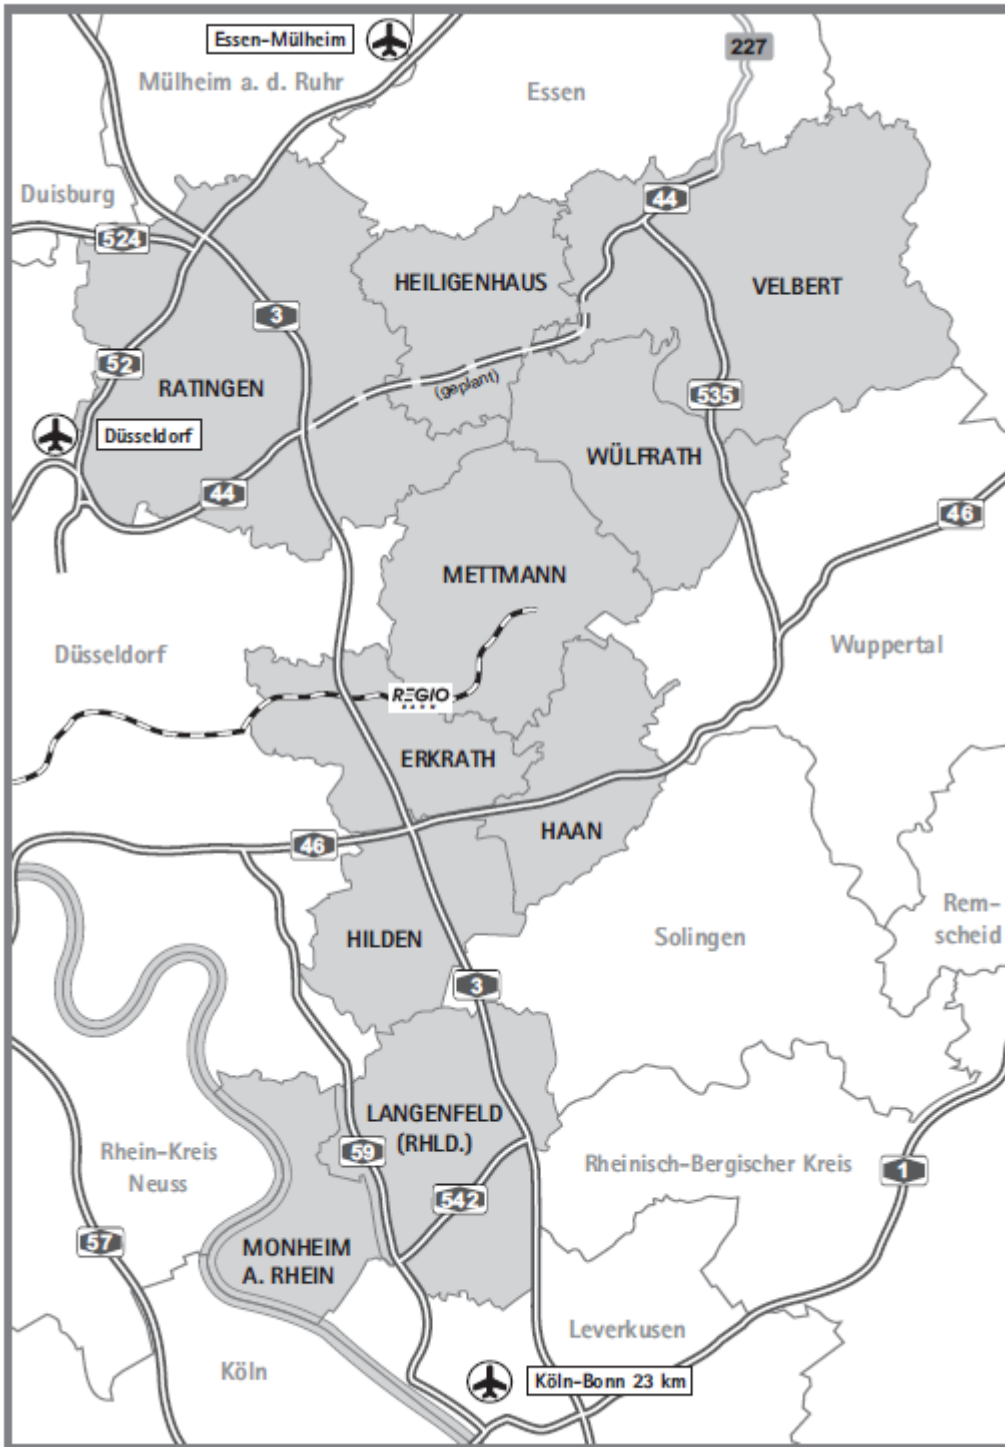 Essen-Mülheim
227
Mülheim a. d. Ruhr
Essen
Duisburg
44
524
HEILIGENHAUS
VELBERT
3
52
RATINGEN
(geplant)
535
Düsseldorf
WÜLFRATH
44
46
METTMANN
Düsseldorf
Wuppertal
REGIO
BAHN
ERKRATH
HAAN
46
Rem-
scheid
HILDEN
Solingen
3
LANGENFELD
(RHLD.)
59
Rhein-Kreis
Neuss
Rheinisch-Bergischer Kreis
1
542
57
MONHEIM
A. RHEIN
Leverkusen
Köln
Köln-Bonn 23 km